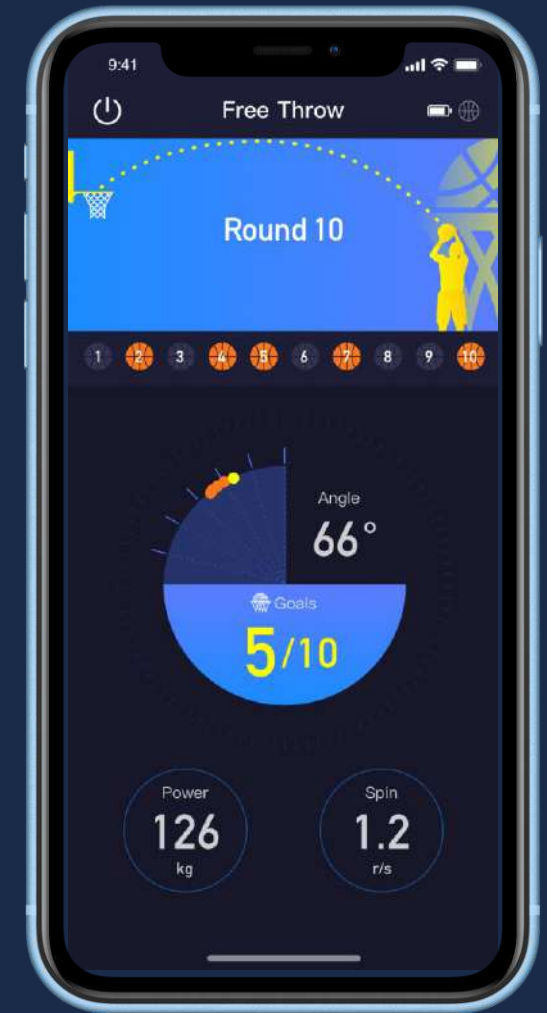 9:41
Free Throw
Round 10
1 2 3 4 5 6 7 8 9 10
Angle
66°
Goals
5/10
Power
126
kg
Spin
1.2
r/s